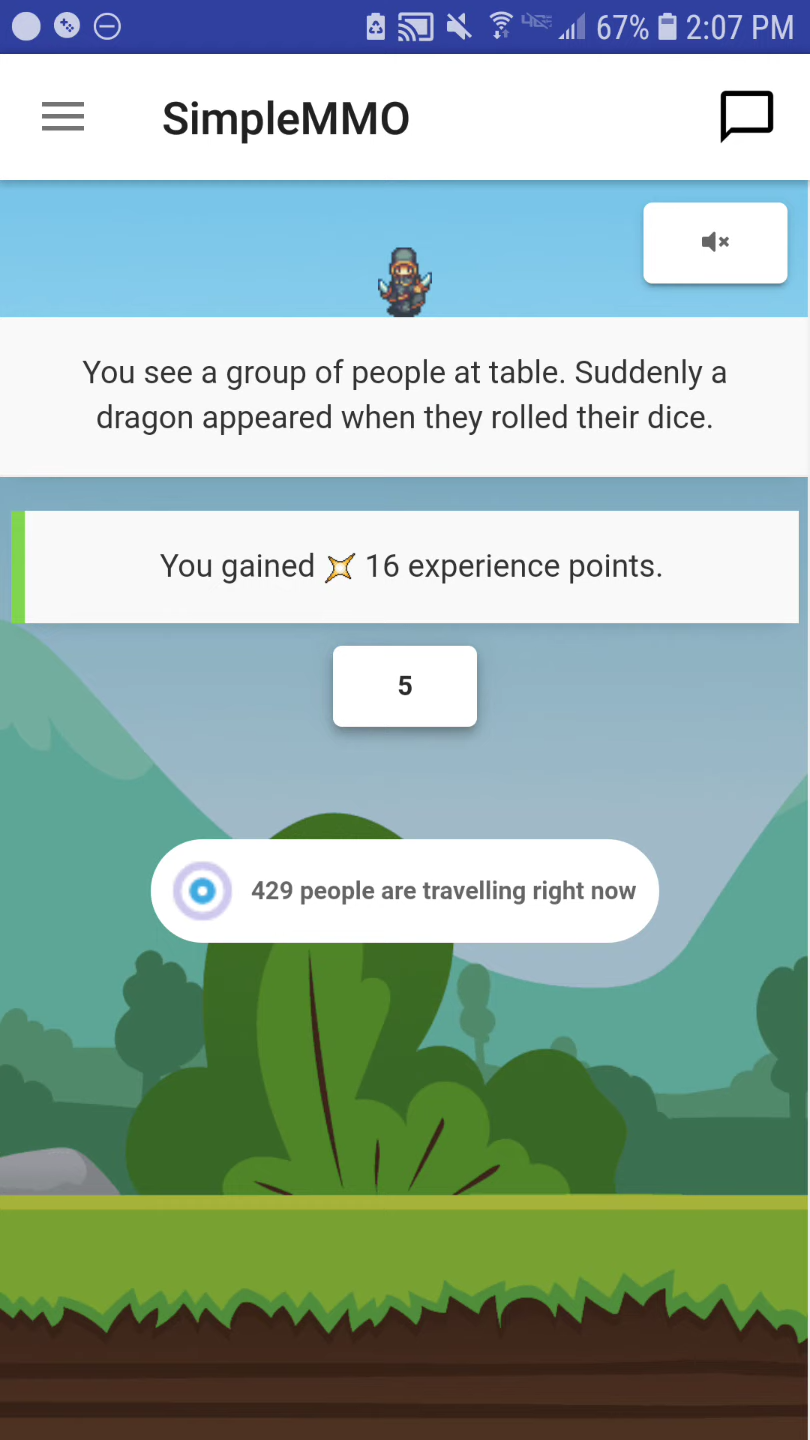 67% 2:07 PM
SimpleMMO
You see a group of people at table. Suddenly a
dragon appeared when they rolled their dice.
You gained 16 experience points.
5
429 people are travelling right now